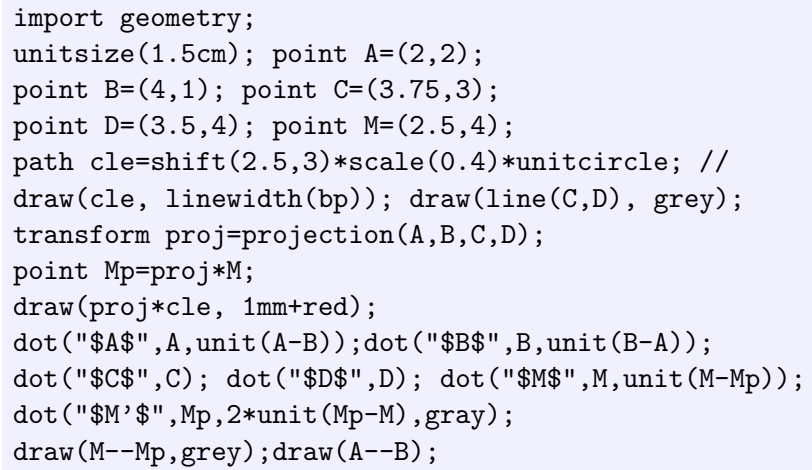 import geometry;
unitsize(1.5cm); point A=(2,2);
point B=(4,1); point C=(3.75,3);
point D=(3.5,4); point M=(2.5,4);
path cle=shift(2.5,3)*scale(0.4)*unitcircle; //
draw(cle, linewidth(bp)); draw(line(C,D), grey);
transform proj=projection(A,B,C,D);
point Mp=proj*M;
draw(proj*cle, 1mm+red);
dot("$A$",A,unit(A-B));dot("$B$",B,unit(B-A));
dot("$C$",C); dot("$D$",D); dot("$M$",M,unit(M-Mp));
dot("$M’$",Mp,2*unit(Mp-M),gray);
draw(M--Mp,grey);draw(A--B);